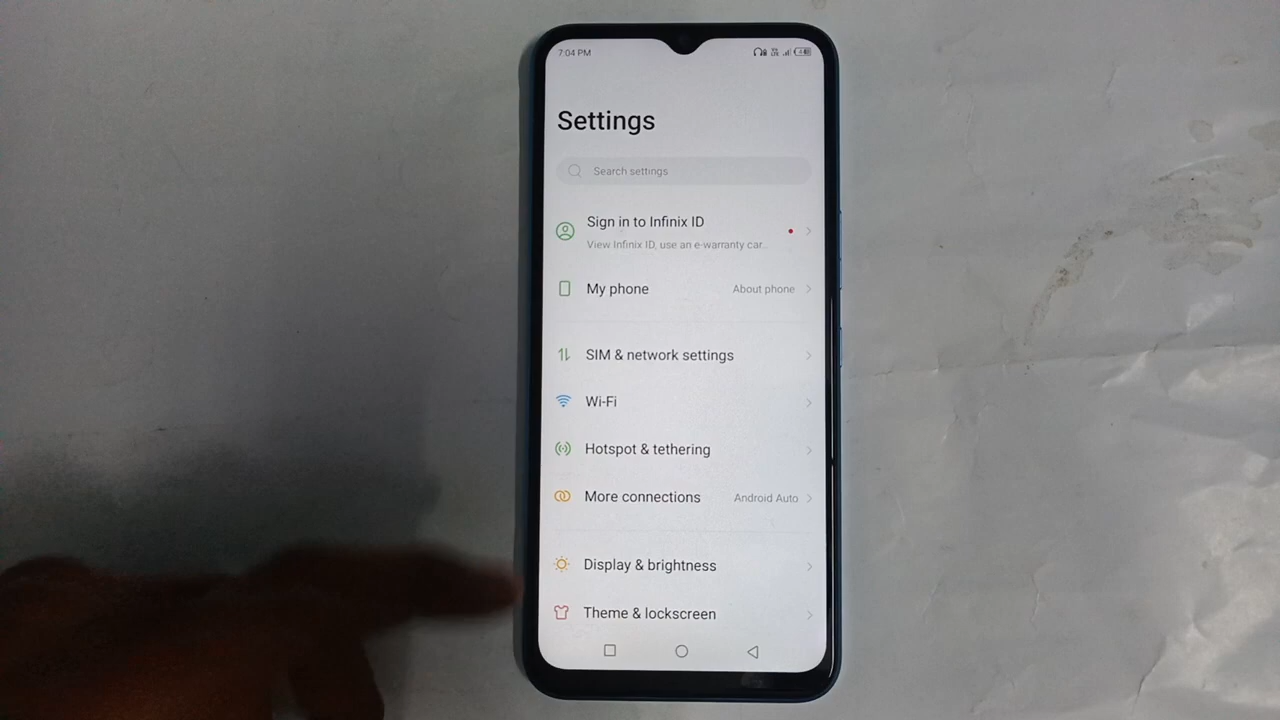 7:04 PM
Settings
Search settings
Sign in to Infinix ID
View Infinix ID, use an e-warranty car..
My phone About phone
SIM & network settings
Wi-Fi
Hotspot & tethering
More connections Android Auto
Display & brightness
Theme & lockscreen